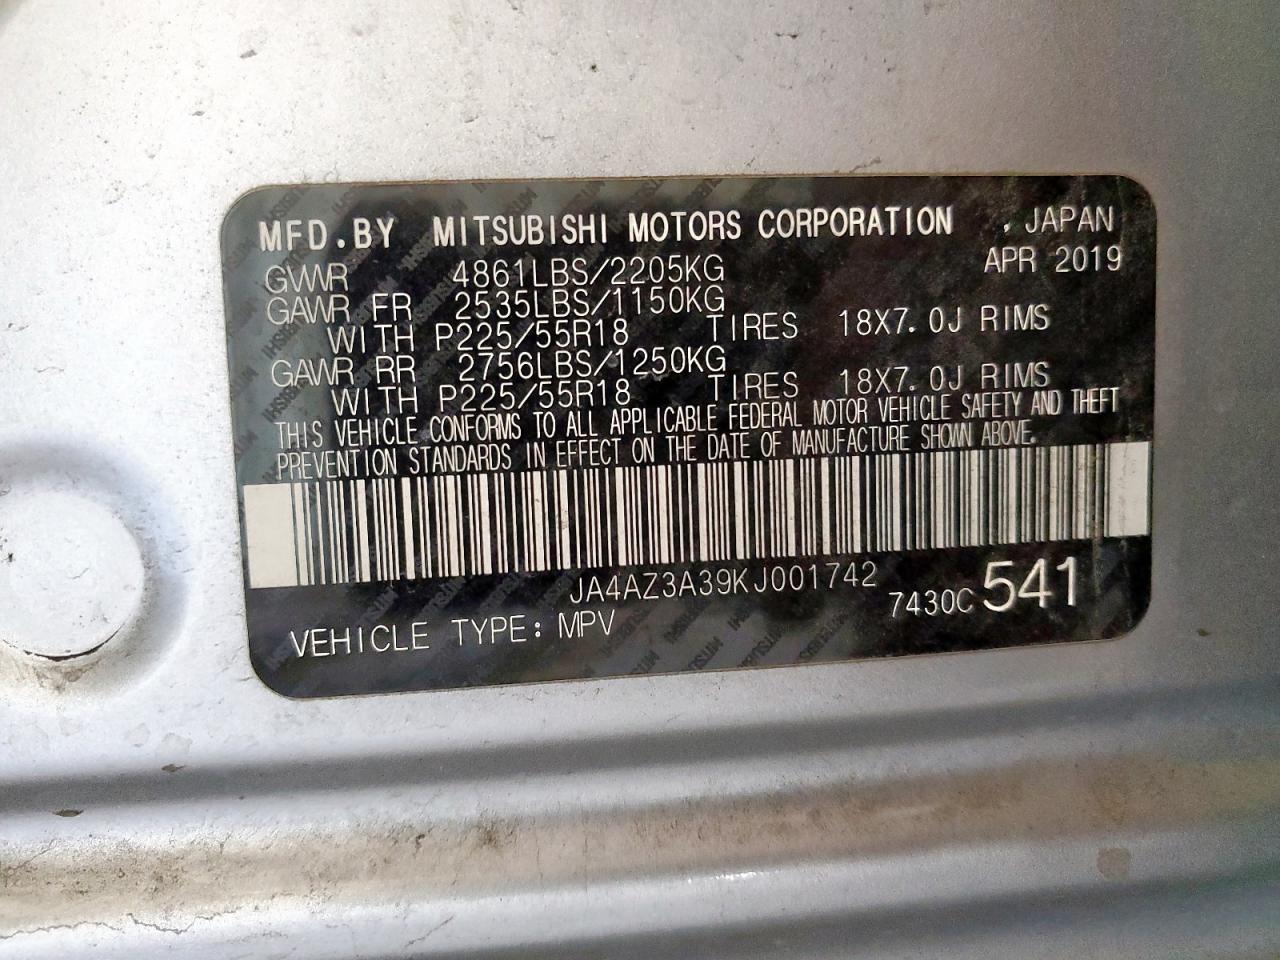 MFD.BY MITSUBISHI MOTORS CORPORATION , JAPAN
GVWR 4861LBS/2205KG APR 2019
GAWR FR 2535LBS/1150KG
WITH P225/55R18 TIRES 18X7.0J RIMS
GAWR RR 2756LBS/1250KG
WITH P225/55R18 TIRES 18X7.0J RIMS
THIS VEHICLE CONFORMS TO ALL APPLICABLE FEDERAL MOTOR VEHICLE SAFETY AND THEFT
PREVENTION STANDARDS IN EFFECT ON THE DATE OF MANUFACTURE SHOWN ABOVE.
JA4AZ3A39KJ001742
7430C 541
VEHICLE TYPE: MPV